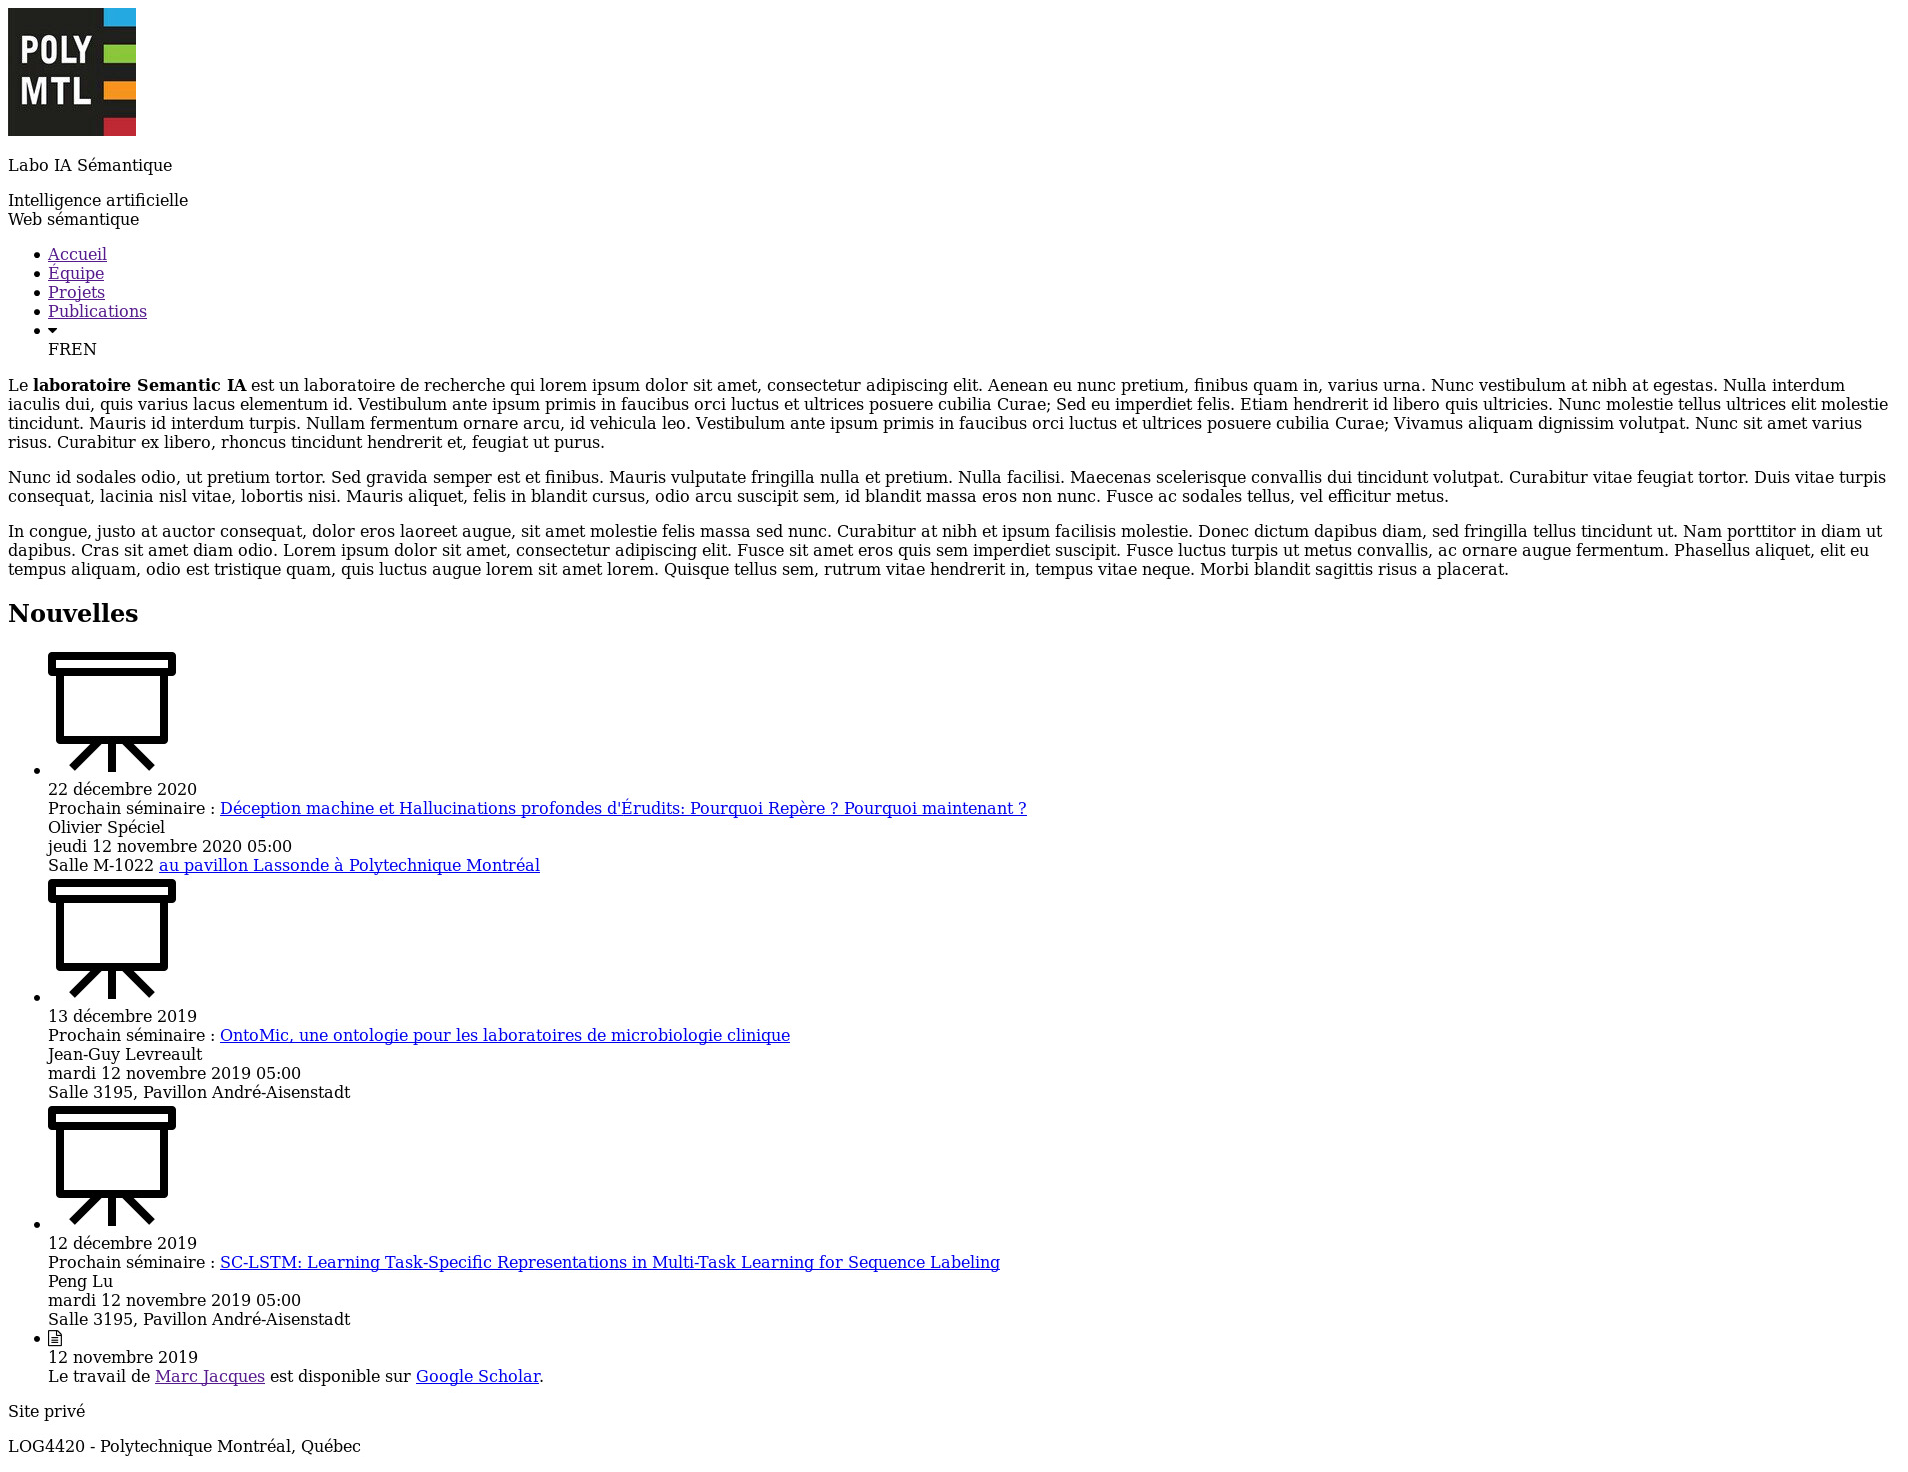 POLY
MTL
Labo IA Sémantique
Intelligence artificielle
Web sémantique
Accueil
Équipe
Projets
Publications
FREN
Le laboratoire Semantic IA est un laboratoire de recherche qui lorem ipsum dolor sit amet, consectetur adipiscing elit. Aenean eu nunc pretium, finibus quam in, varius urna. Nunc vestibulum at nibh at egestas. Nulla interdum
iaculis dui, quis varius lacus elementum id. Vestibulum ante ipsum primis in faucibus orci luctus et ultrices posuere cubilia Curae; Sed eu imperdiet felis. Etiam hendrerit id libero quis ultricies. Nunc molestie tellus ultrices elit molestie
tincidunt. Mauris id interdum turpis. Nullam fermentum ornare arcu, id vehicula leo. Vestibulum ante ipsum primis in faucibus orci luctus et ultrices posuere cubilia Curae; Vivamus aliquam dignissim volutpat. Nunc sit amet varius
risus. Curabitur ex libero, rhoncus tincidunt hendrerit et, feugiat ut purus.
Nunc id sodales odio, ut pretium tortor. Sed gravida semper est et finibus. Mauris vulputate fringilla nulla et pretium. Nulla facilisi. Maecenas scelerisque convallis dui tincidunt volutpat. Curabitur vitae feugiat tortor. Duis vitae turpis
consequat, lacinia nisl vitae, lobortis nisi. Mauris aliquet, felis in blandit cursus, odio arcu suscipit sem, id blandit massa eros non nunc. Fusce ac sodales tellus, vel efficitur metus.
In congue, justo at auctor consequat, dolor eros laoreet augue, sit amet molestie felis massa sed nunc. Curabitur at nibh et ipsum facilisis molestie. Donec dictum dapibus diam, sed fringilla tellus tincidunt ut. Nam porttitor in diam ut
dapibus. Cras sit amet diam odio. Lorem ipsum dolor sit amet, consectetur adipiscing elit. Fusce sit amet eros quis sem imperdiet suscipit. Fusce luctus turpis ut metus convallis, ac ornare augue fermentum. Phasellus aliquet, elit eu
tempus aliquam, odio est tristique quam, quis luctus augue lorem sit amet lorem. Quisque tellus sem, rutrum vitae hendrerit in, tempus vitae neque. Morbi blandit sagittis risus a placerat.
Nouvelles
22 décembre 2020
Prochain séminaire : Déception machine et Hallucinations profondes d'Érudits: Pourquoi Repère ? Pourquoi maintenant ?
Olivier Spéciel
jeudi 12 novembre 2020 05:00
Salle M-1022 au pavillon Lassonde à Polytechnique Montréal
13 décembre 2019
Prochain séminaire : OntoMic, une ontologie pour les laboratoires de microbiologie clinique
Jean-Guy Levreault
mardi 12 novembre 2019 05:00
Salle 3195, Pavillon André-Aisenstadt
12 décembre 2019
Prochain séminaire : SC-LSTM: Learning Task-Specific Representations in Multi-Task Learning for Sequence Labeling
Peng Lu
mardi 12 novembre 2019 05:00
Salle 3195, Pavillon André-Aisenstadt
12 novembre 2019
Le travail de Marc Jacques est disponible sur Google Scholar.
Site privé
LOG4420 - Polytechnique Montréal, Québec